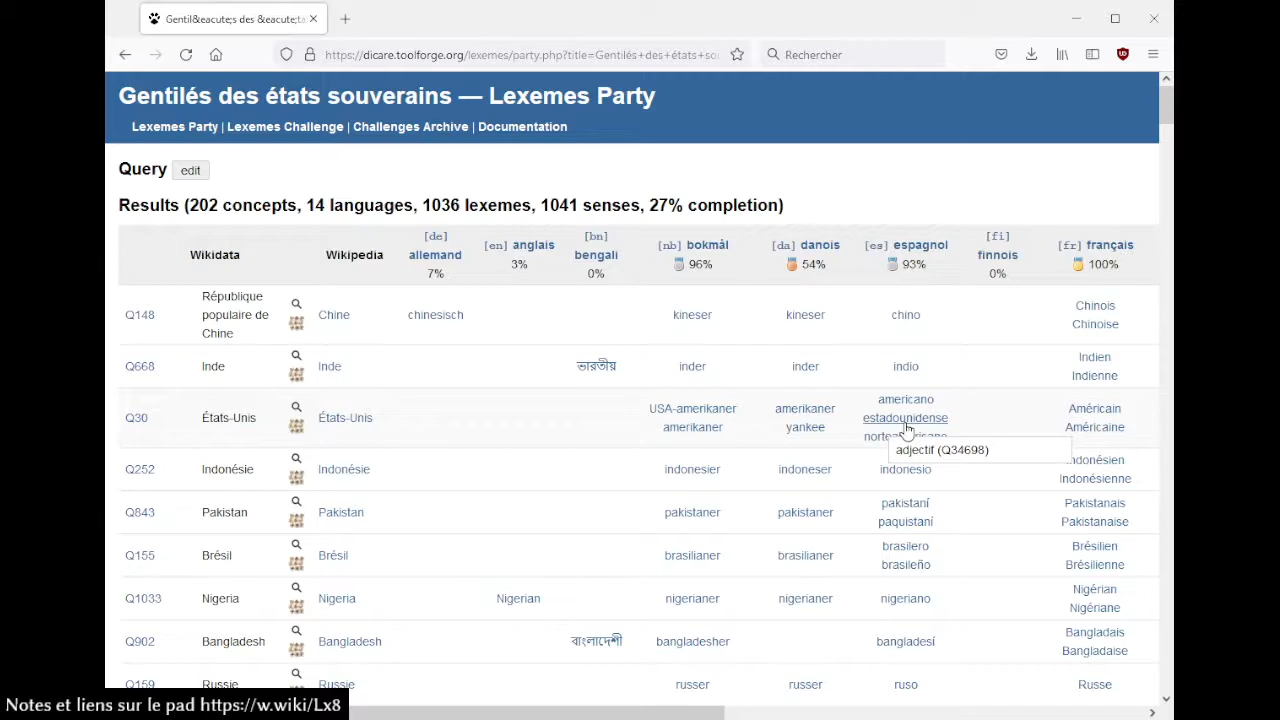 Gentil&eacute;s des &eacute;ta
https://dicare.toolforge.org/lexemes/party.php?title=Gentilés+des+états+so
Rechercher
Gentilés des états souverains — Lexemes Party
Lexemes Party | Lexemes Challenge | Challenges Archive | Documentation
Query edit
Results (202 concepts, 14 languages, 1036 lexemes, 1041 senses, 27% completion)
Wikidata Wikipedia [de] allemand 7% [en] anglais 3% [bn] bengali 0% [nb] bokmål 96% [da] danois 54% [es] espagnol 93% [fi] finnois 0% [fr] français 100%
Q148 République populaire de Chine Chine chinesisch kineser kineser chino Chinois Chinoise
Q668 Inde Inde ভারতীয় inder inder indio Indien Indienne
Q30 États-Unis États-Unis USA-amerikaner amerikaner amerikaner yankee americano estadounidense norteamericano Américain Américaine
adjectif (Q34698)
Q252 Indonésie Indonésie indonesier indoneser indonesio Indonésien Indonésienne
Q843 Pakistan Pakistan pakistaner pakistaner pakistaní paquistaní Pakistanais Pakistanaise
Q155 Brésil Brésil brasilianer brasilianer brasilero brasileño Brésilien Brésilienne
Q1033 Nigeria Nigeria Nigerian nigerianer nigerianer nigeriano Nigérian Nigériane
Q902 Bangladesh Bangladesh বাংলাদেশী bangladesher bangladesí Bangladais Bangladaise
Q159 Russie Russie russer russer ruso Russe
Notes et liens sur le pad https://w.wiki/Lx8